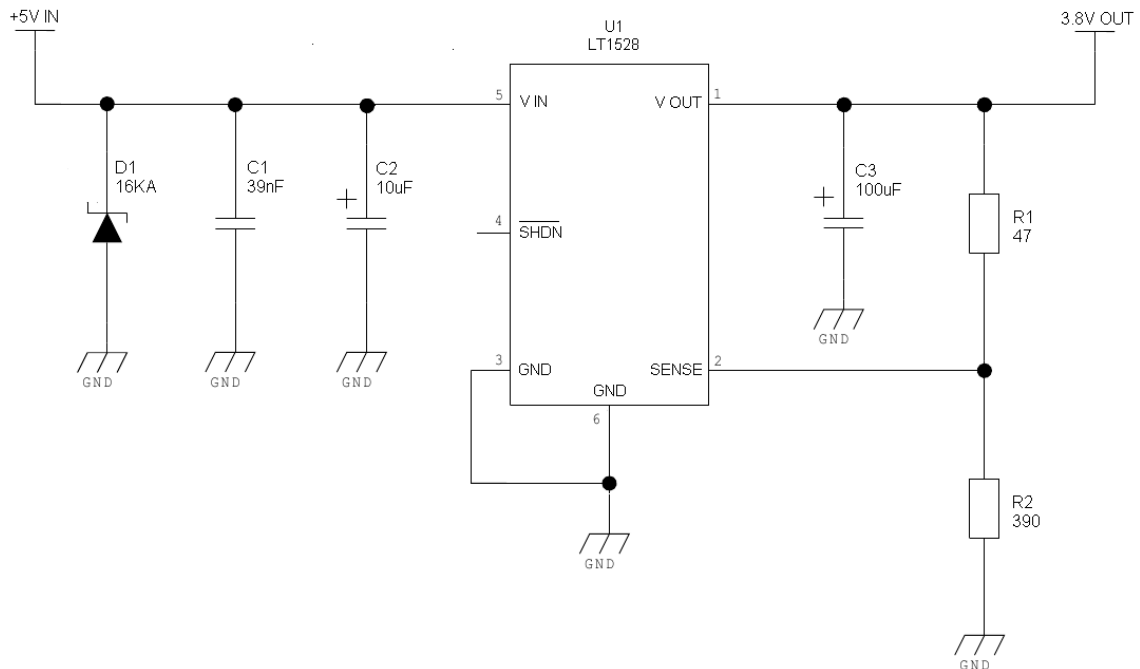 +5V IN
3.8V OUT
U1
LT1528
5
V IN
V OUT
1
D1
16KA
C1
39nF
C2
10uF
+
4
SHDN
C3
100uF
+
R1
47
GND
GND
GND
GND
3
GND
SENSE
2
GND
6
R2
390
GND
GND